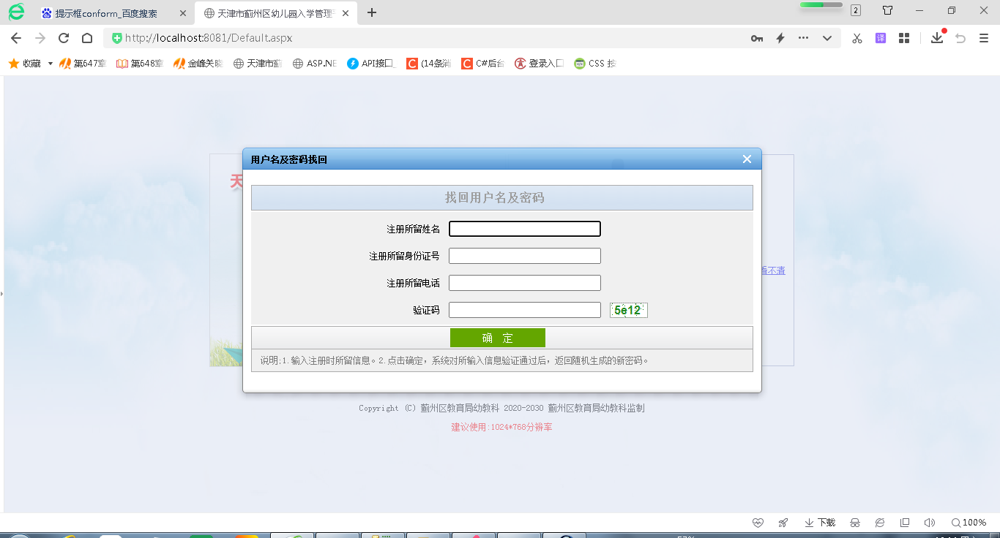 提示框conform_百度搜索
天津市蓟州区幼儿园入学管理
2
http://localhost:8081/Default.aspx
译
收藏
第647章
第648章
金峰关晓
天津市蓟
ASP.NE
API接口_
(14条消
C#后台
登录入口
CSS 按
用户名及密码找回
天
找回用户名及密码
注册所留姓名
注册所留身份证号
看不清
注册所留电话
验证码
5e12
确 定
说明:1.输入注册时所留信息。2.点击确定，系统对所输入信息验证通过后，返回随机生成的新密码。
Copyright (C) 蓟州区教育局幼教科 2020-2030 蓟州区教育局幼教科监制
建议使用:1024*768分辨率
下载
100%